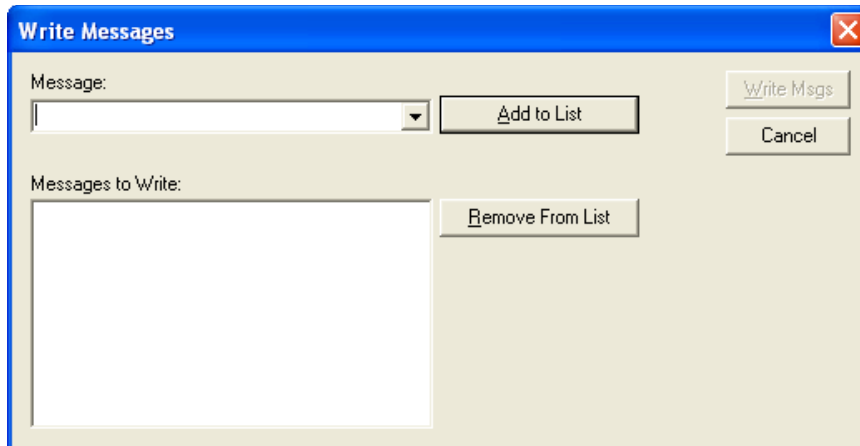 Write Messages
Message:
Add to List
Write Msgs
Cancel
Messages to Write:
Remove From List